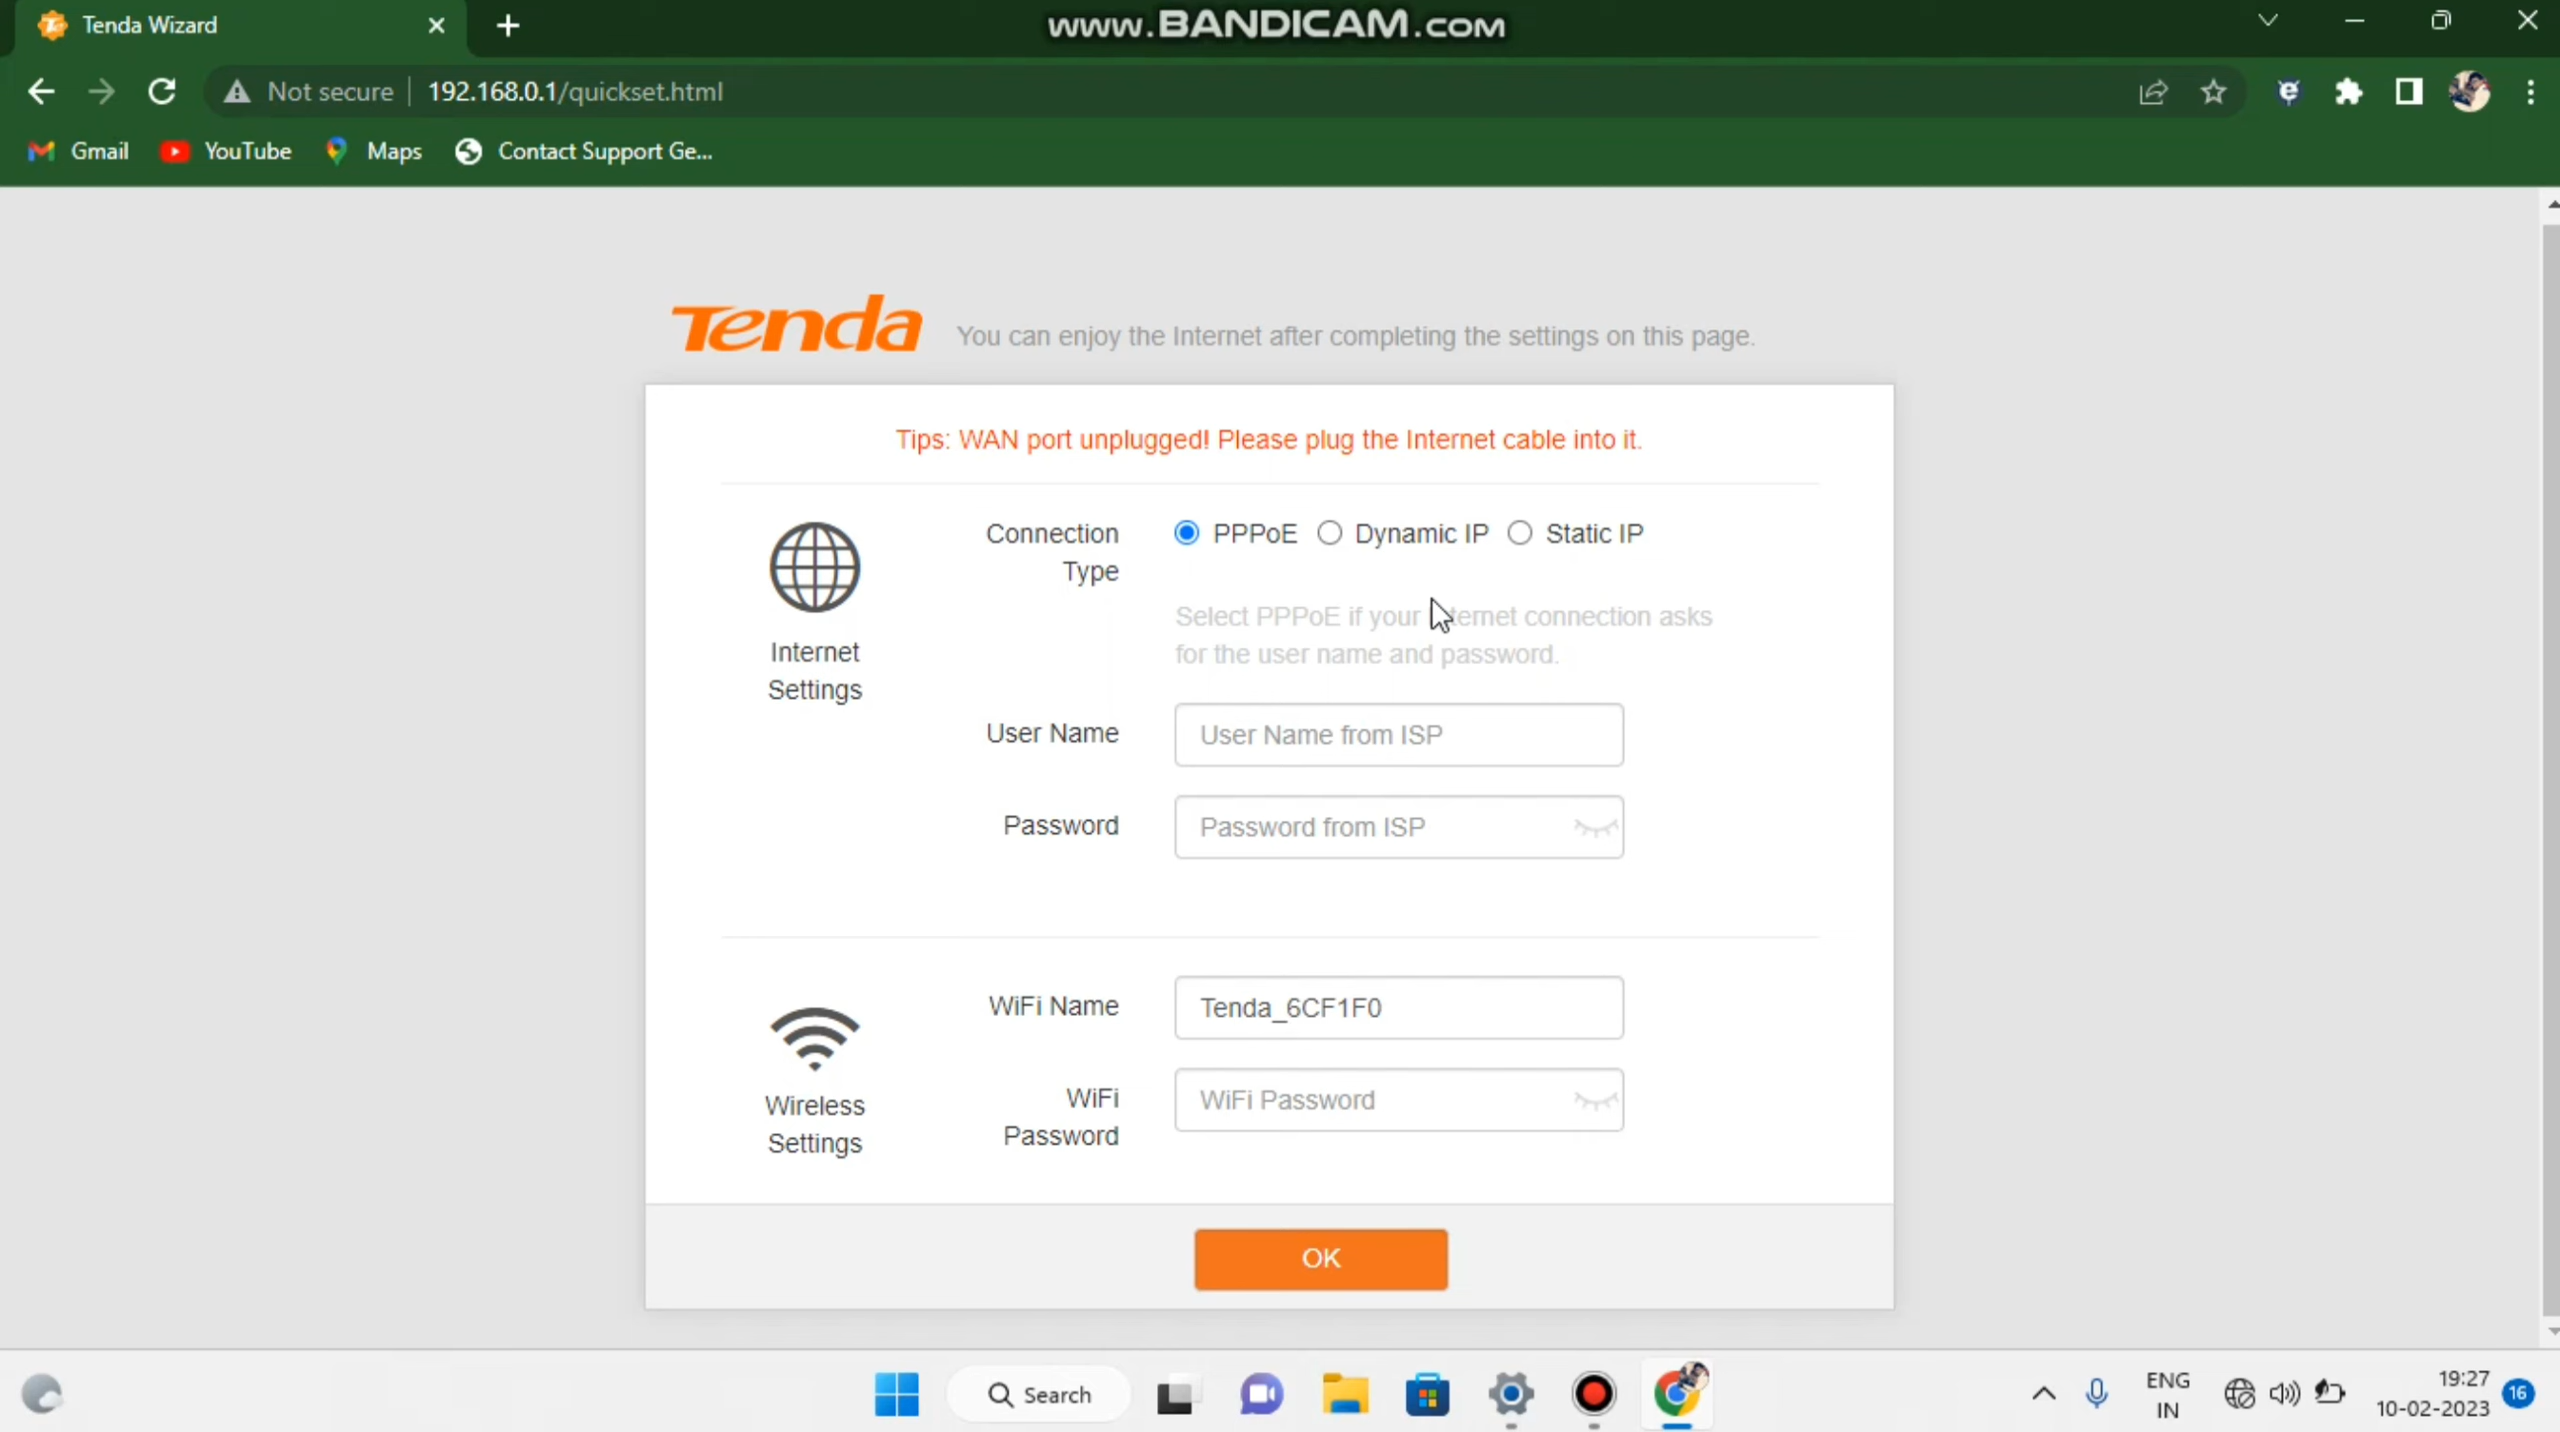 Tenda Wizard
www.BANDICAM.com
Not secure
192.168.0.1/quickset.html
Gmail
YouTube
Maps
Contact Support Ge...
Tenda
You can enjoy the Internet after completing the settings on this page.
Tips: WAN port unplugged! Please plug the Internet cable into it.
Connection
Type
PPPoE
Dynamic IP
Static IP
Select PPPoE if your Internet connection asks
for the user name and password.
Internet
Settings
User Name
User Name from ISP
Password
Password from ISP
WiFi Name
Tenda_6CF1F0
Wireless
Settings
WiFi
Password
WiFi Password
OK
Search
ENG
IN
19:27
10-02-2023
16